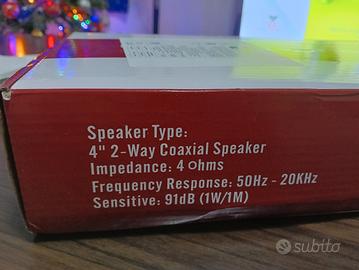 Speaker Type:
4" 2-Way Coaxial Speaker
Impedance: 4 Ohms
Frequency Response: 50Hz - 20KHz
Sensitive: 91dB (1W/1M)
subito